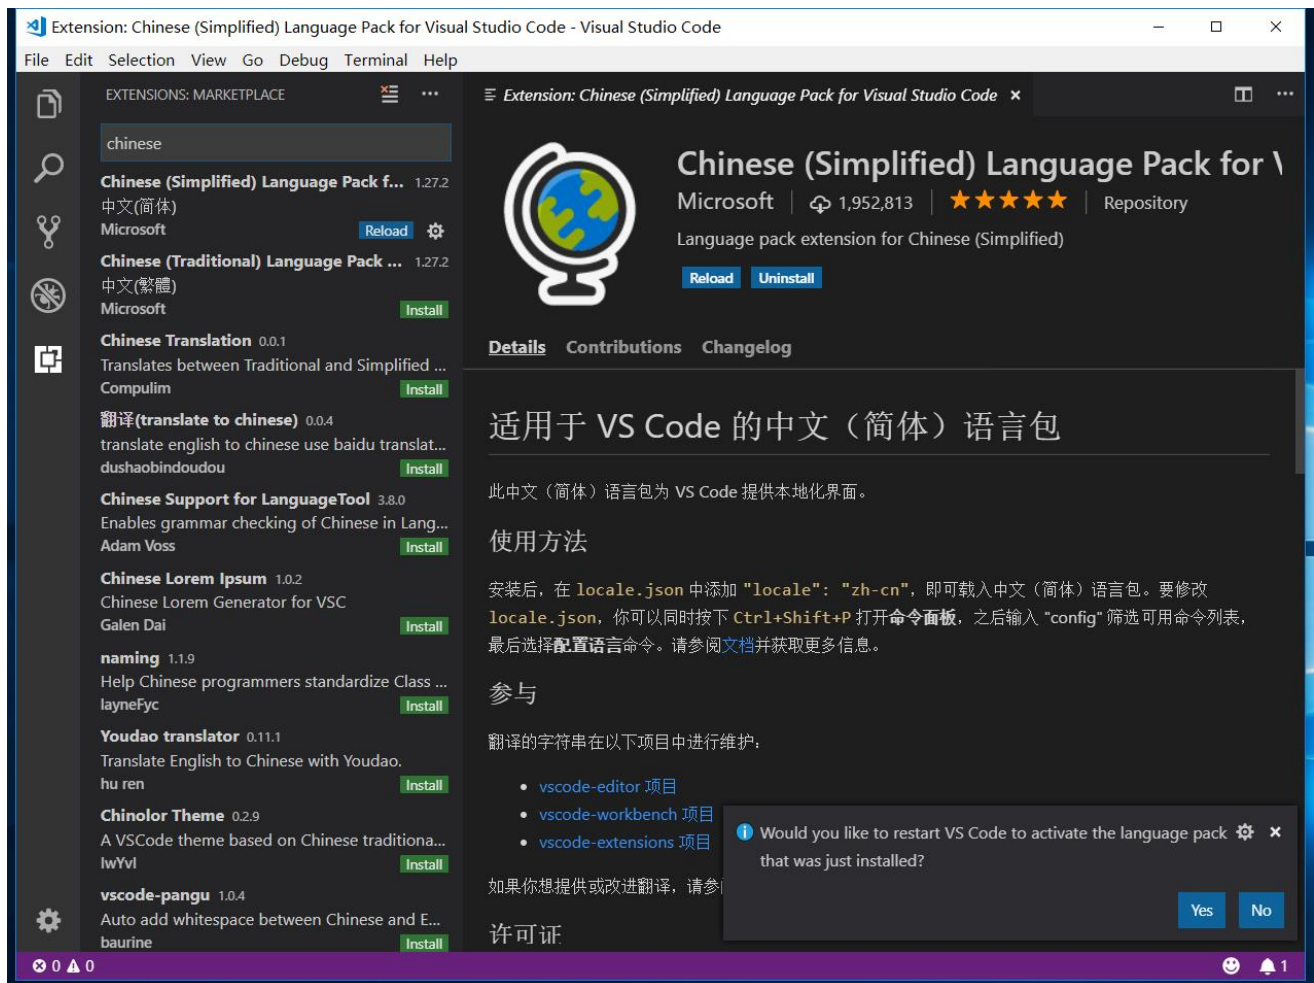 Extension: Chinese (Simplified) Language Pack for Visual Studio Code - Visual Studio Code
File Edit Selection View Go Debug Terminal Help
EXTENSIONS: MARKETPLACE
chinese
Chinese (Simplified) Language Pack f... 1.27.2
中文(简体)
Microsoft Reload
Chinese (Traditional) Language Pack ... 1.27.2
中文(繁體)
Microsoft Install
Chinese Translation 0.0.1
Translates between Traditional and Simplified ...
Compulim Install
翻译(translate to chinese) 0.0.4
translate english to chinese use baidu translat...
dushaobindoudou Install
Chinese Support for LanguageTool 3.8.0
Enables grammar checking of Chinese in Lang...
Adam Voss Install
Chinese Lorem Ipsum 1.0.2
Chinese Lorem Generator for VSC
Galen Dai Install
naming 1.1.9
Help Chinese programmers standardize Class ...
layneFyc Install
Youdao translator 0.11.1
Translate English to Chinese with Youdao.
hu ren Install
Chinolor Theme 0.2.9
A VSCode theme based on Chinese traditiona...
lwYvl Install
vscode-pangu 1.0.4
Auto add whitespace between Chinese and E...
baurine Install
Extension: Chinese (Simplified) Language Pack for Visual Studio Code
Chinese (Simplified) Language Pack for V
Microsoft 1,952,813 Repository
Language pack extension for Chinese (Simplified)
Reload Uninstall
Details Contributions Changelog
适用于 VS Code 的中文（简体）语言包
此中文（简体）语言包为 VS Code 提供本地化界面。
使用方法
安装后，在 locale.json 中添加 "locale": "zh-cn"，即可载入中文（简体）语言包。要修改
locale.json，你可以同时按下 Ctrl+Shift+P 打开命令面板，之后输入 "config" 筛选可用命令列表，
最后选择配置语言命令。请参阅文档并获取更多信息。
参与
翻译的字符串在以下项目中进行维护：
vscode-editor 项目
vscode-workbench 项目
vscode-extensions 项目
如果你想提供或改进翻译，请参
许可证
Would you like to restart VS Code to activate the language pack
that was just installed?
Yes No
0 0
1